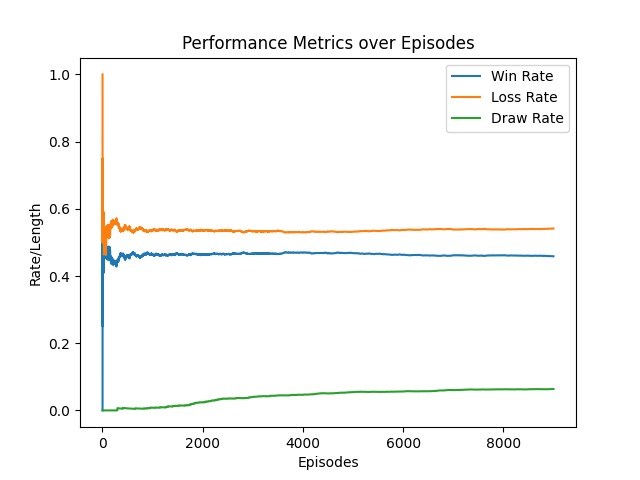 Performance Metrics over Episodes
1.0
0.8
0.6
0.4
0.2
0.0
Rate/Length
Win Rate
Loss Rate
Draw Rate
0 2000 4000 6000 8000
Episodes